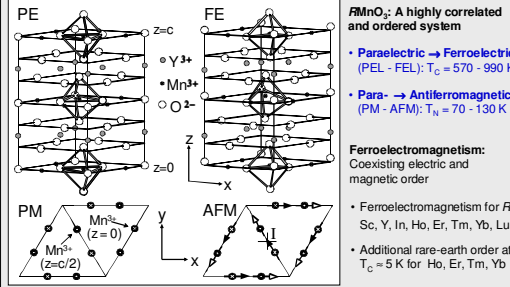 PE
FE
z=c
Y 3+
Mn3+
O 2-
z=0
z
x
PM
Mn3+
(z=0)
Mn3+
(z=c/2)
y
x
AFM
I
RMnO3: A highly correlated
and ordered system
• Paraelectric → Ferroelectric
(PEL - FEL): TC = 570 - 990 K
• Para- → Antiferromagnetic
(PM - AFM): TN = 70 - 130 K
Ferroelectromagnetism:
Coexisting electric and
magnetic order
• Ferroelectromagnetism for R
Sc, Y, In, Ho, Er, Tm, Yb, Lu
• Additional rare-earth order at
TC ≈ 5 K for Ho, Er, Tm, Yb